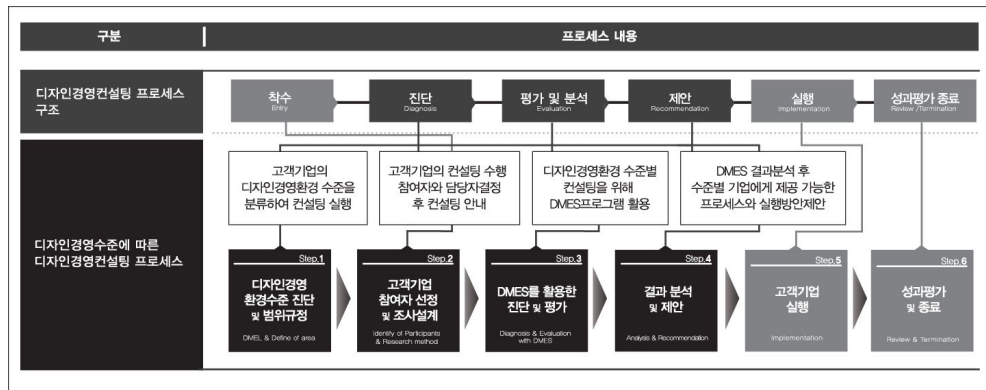 구분
프로세스 내용
디자인경영컨설팅 프로세스
구조
착수
Entry
진단
Diagnosis
평가 및 분석
Evaluation
제안
Recommendation
실행
Implementation
성과평가 종료
Review /Termination
디자인경영수준에 따른
디자인경영컨설팅 프로세스
고객기업의
디자인경영환경 수준을
분류하여 컨설팅 실행
고객기업의 컨설팅 수행
참여자와 담당자결정
후 컨설팅 안내
디자인경영환경 수준별
컨설팅을 위해
DMES프로그램 활용
DMES 결과분석 후
수준별 기업에게 제공 가능한
프로세스와 실행방안제안
Step.1
디자인경영
환경수준 진단
및 범위규정
DMEL & Define of area
Step.2
고객기업
참여자 선정
및 조사설계
Identify of Participants
& Research method
Step.3
DMES를 활용한
진단 및 평가
Diagnosis & Evaluation
with DMES
Step.4
결과 분석
및 제안
Analysis & Recommendation
Step.5
고객기업
실행
Implementation
Step.6
성과평가
및 종료
Review & Termination